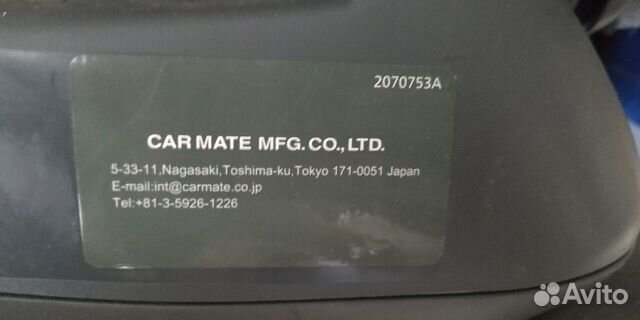 2070753A
CAR MATE MFG. CO., LTD.
5-33-11,Nagasaki,Toshima-ku,Tokyo 171-0051 Japan
E-mail:int@carmate.co.jp
Tel:+81-3-5926-1226
Avito